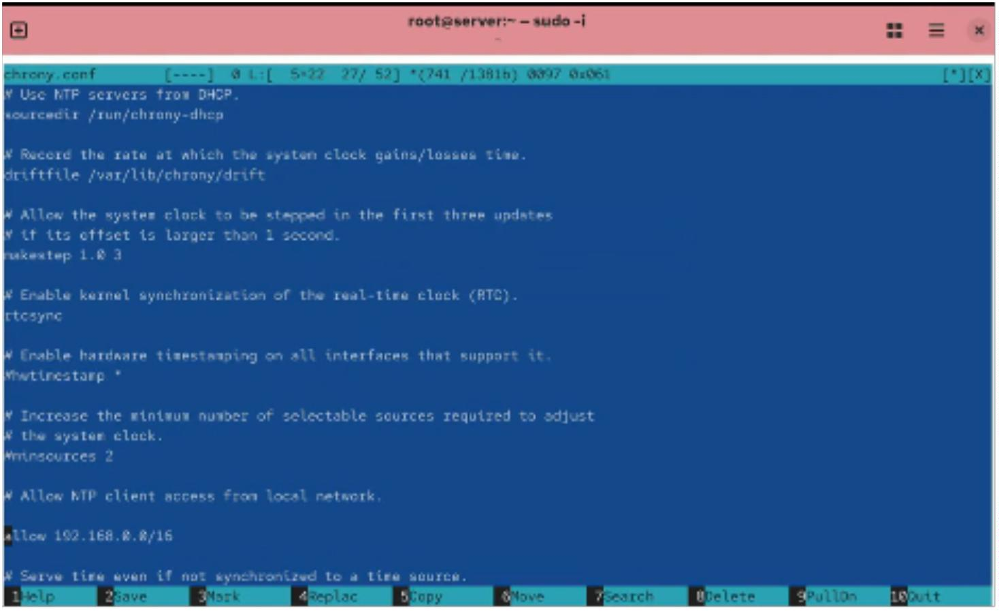 root@server:~ – sudo -i
chrony.conf [----] 0 L:[ 5+22 27/ 52] *(741 /1381b) 0097 0x061 [*][X]
# Use NTP servers from DHCP.
sourcedir /run/chrony-dhcp
# Record the rate at which the system clock gains/losses time.
driftfile /var/lib/chrony/drift
# Allow the system clock to be stepped in the first three updates
# if its offset is larger than 1 second.
makestep 1.0 3
# Enable kernel synchronization of the real-time clock (RTC).
rtcsync
# Enable hardware timestamping on all interfaces that support it.
#hwtimestamp *
# Increase the minimum number of selectable sources required to adjust
# the system clock.
#minsources 2
# Allow NTP client access from local network.
allow 192.168.0.0/16
# Serve time even if not synchronized to a time source.
1Help 2Save 3Mark 4Replac 5Copy 6Move 7Search 8Delete 9PullDn 10Quit